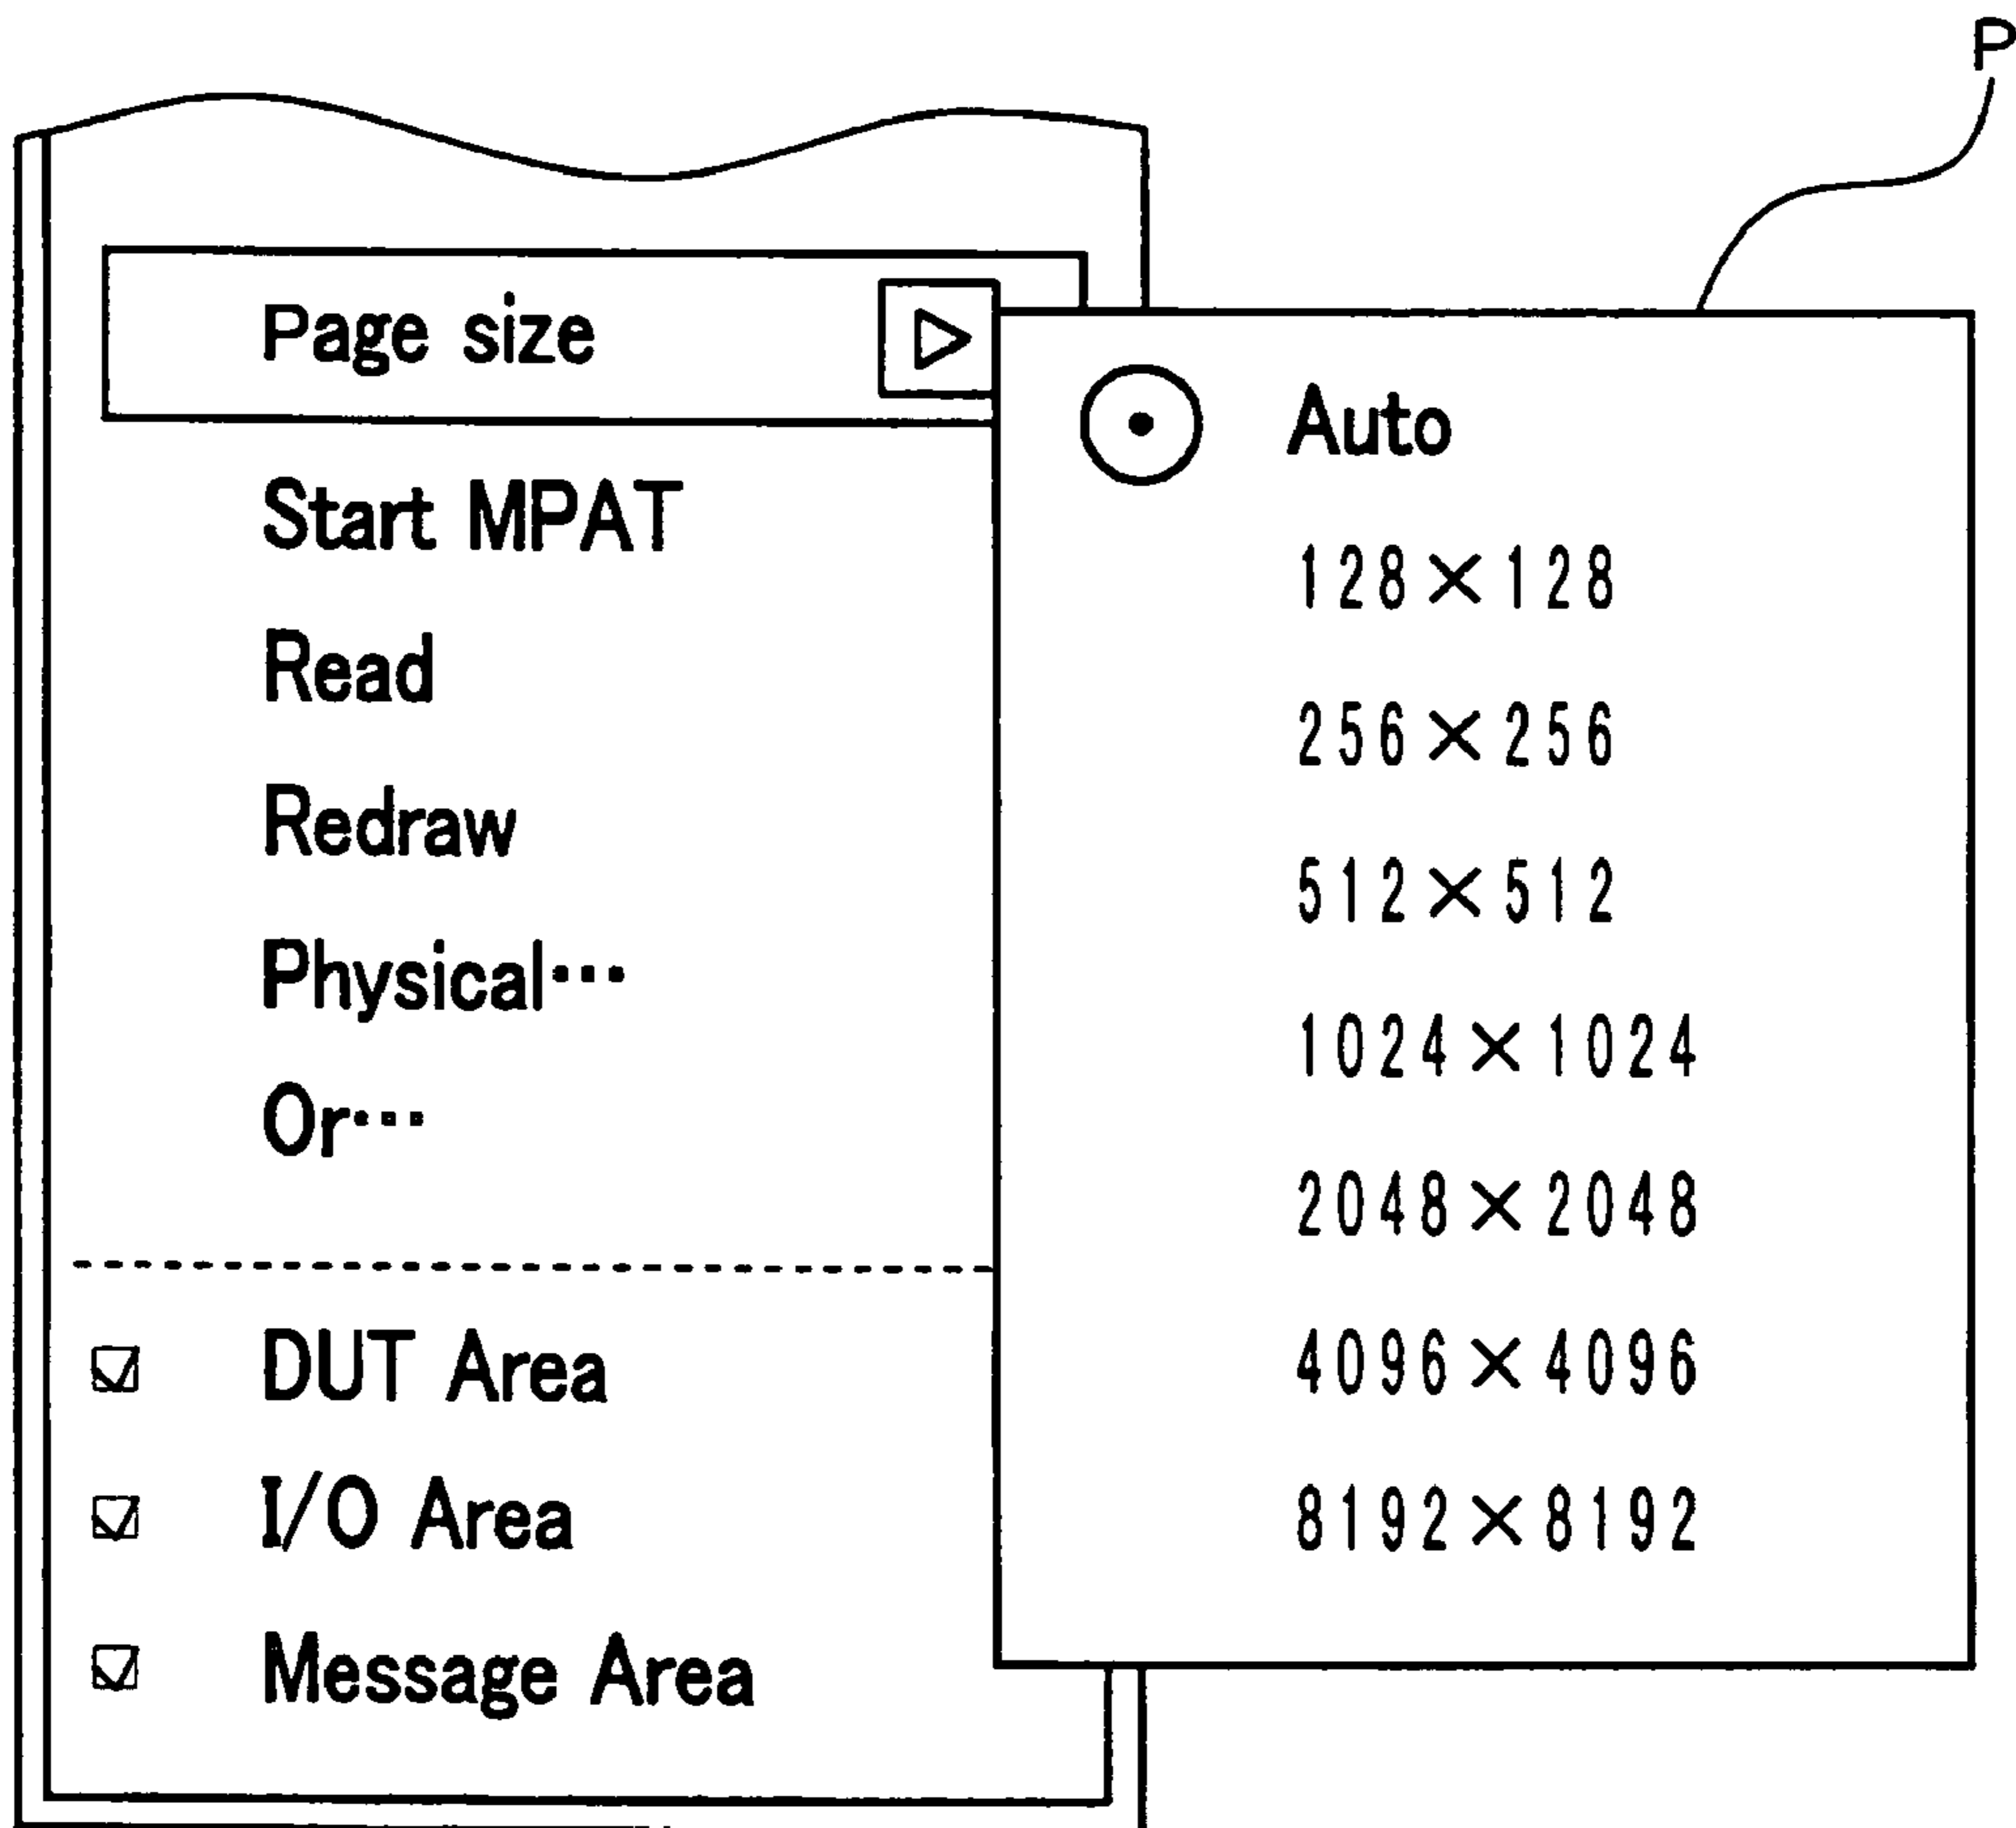 P
Page size
Start MPAT
Read
Redraw
Physical…
Or…
DUT Area
I/O Area
Message Area
Auto
128×128
256×256
512×512
1024×1024
2048×2048
4096×4096
8192×8192